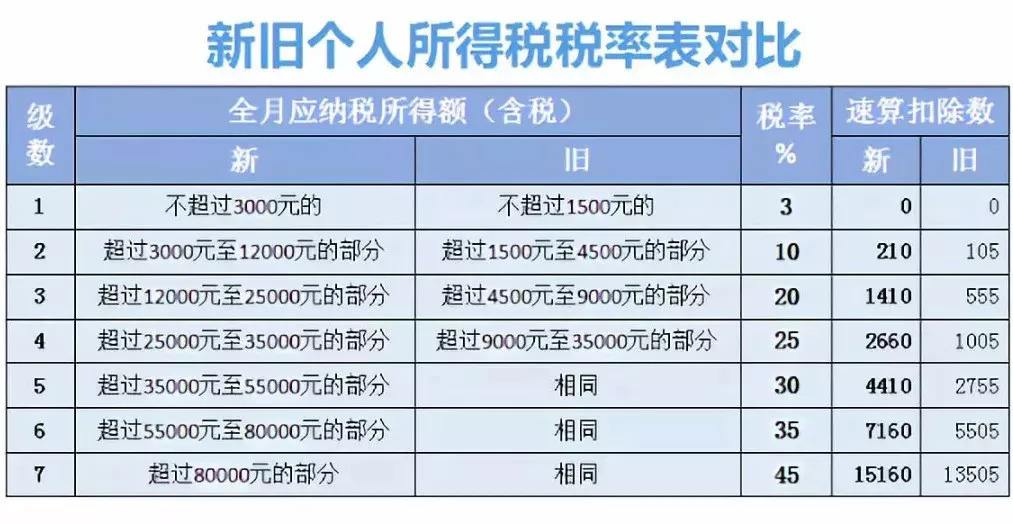 新旧个人所得税税率表对比
级数 全月应纳税所得额（含税） 税率% 速算扣除数
新 旧 新 旧
1 不超过3000元的 不超过1500元的 3 0 0
2 超过3000元至12000元的部分 超过1500元至4500元的部分 10 210 105
3 超过12000元至25000元的部分 超过4500元至9000元的部分 20 1410 555
4 超过25000元至35000元的部分 超过9000元至35000元的部分 25 2660 1005
5 超过35000元至55000元的部分 相同 30 4410 2755
6 超过55000元至80000元的部分 相同 35 7160 5505
7 超过80000元的部分 相同 45 15160 13505